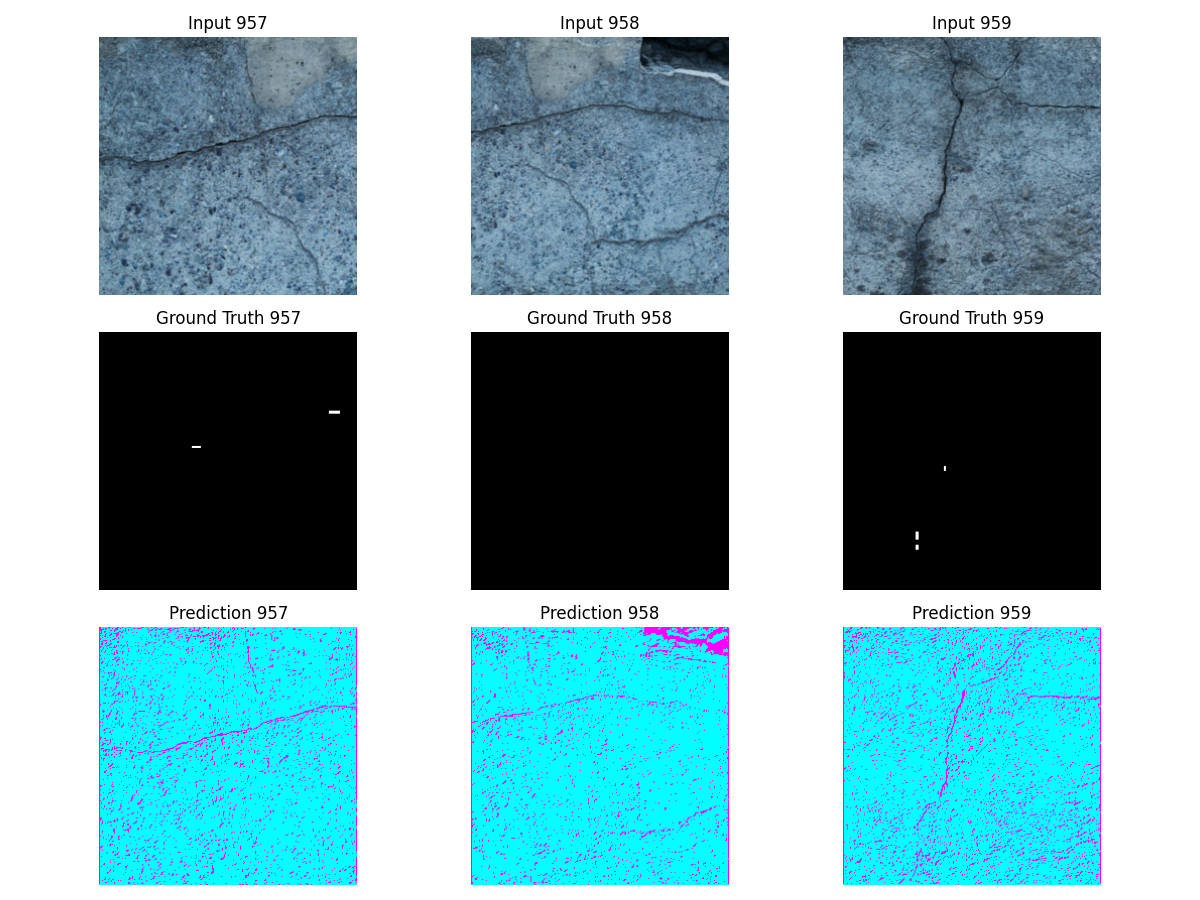 Input 957
Input 958
Input 959
Ground Truth 957
Ground Truth 958
Ground Truth 959
Prediction 957
Prediction 958
Prediction 959